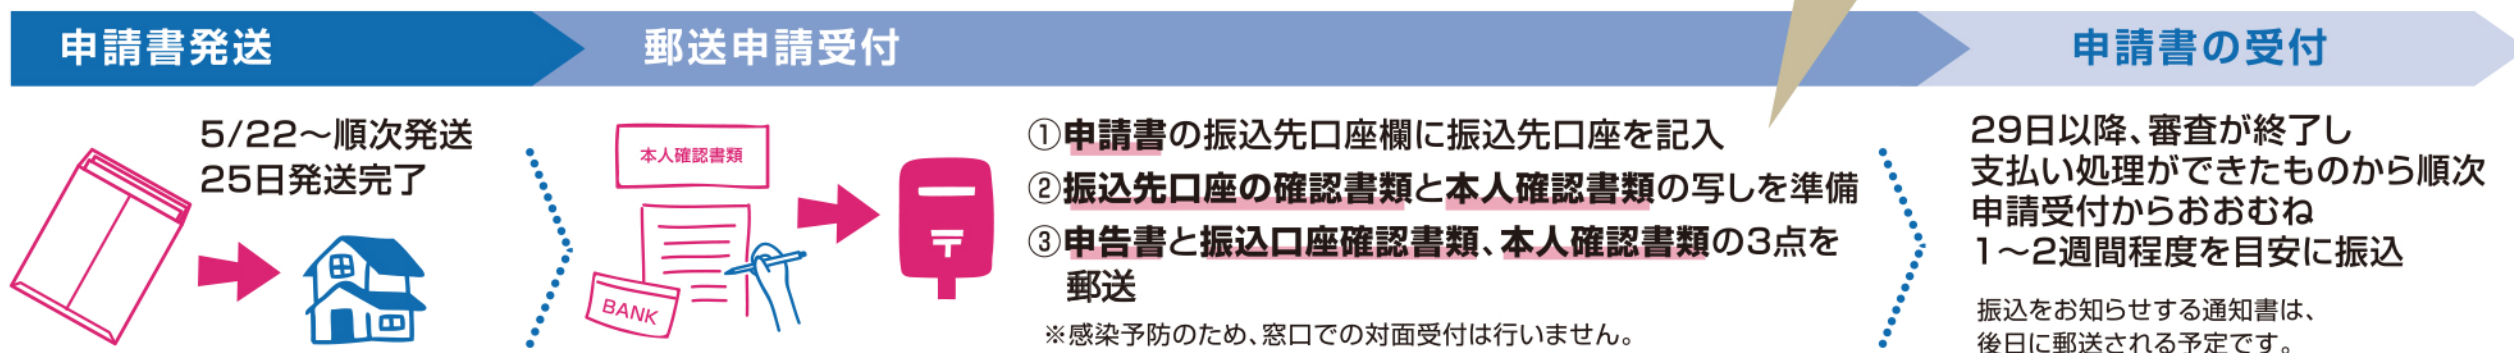 申請書発送
5/22～順次発送
25日発送完了
郵送申請受付
本人確認書類
BANK
〒
①申請書の振込先口座欄に振込先口座を記入
②振込先口座の確認書類と本人確認書類の写しを準備
③申告書と振込口座確認書類、本人確認書類の3点を
郵送
※感染予防のため、窓口での対面受付は行いません。
申請書の受付
29日以降、審査が終了し
支払い処理ができたものから順次
申請受付からおおむね
1～2週間程度を目安に振込
振込をお知らせする通知書は、
後日に郵送される予定です。